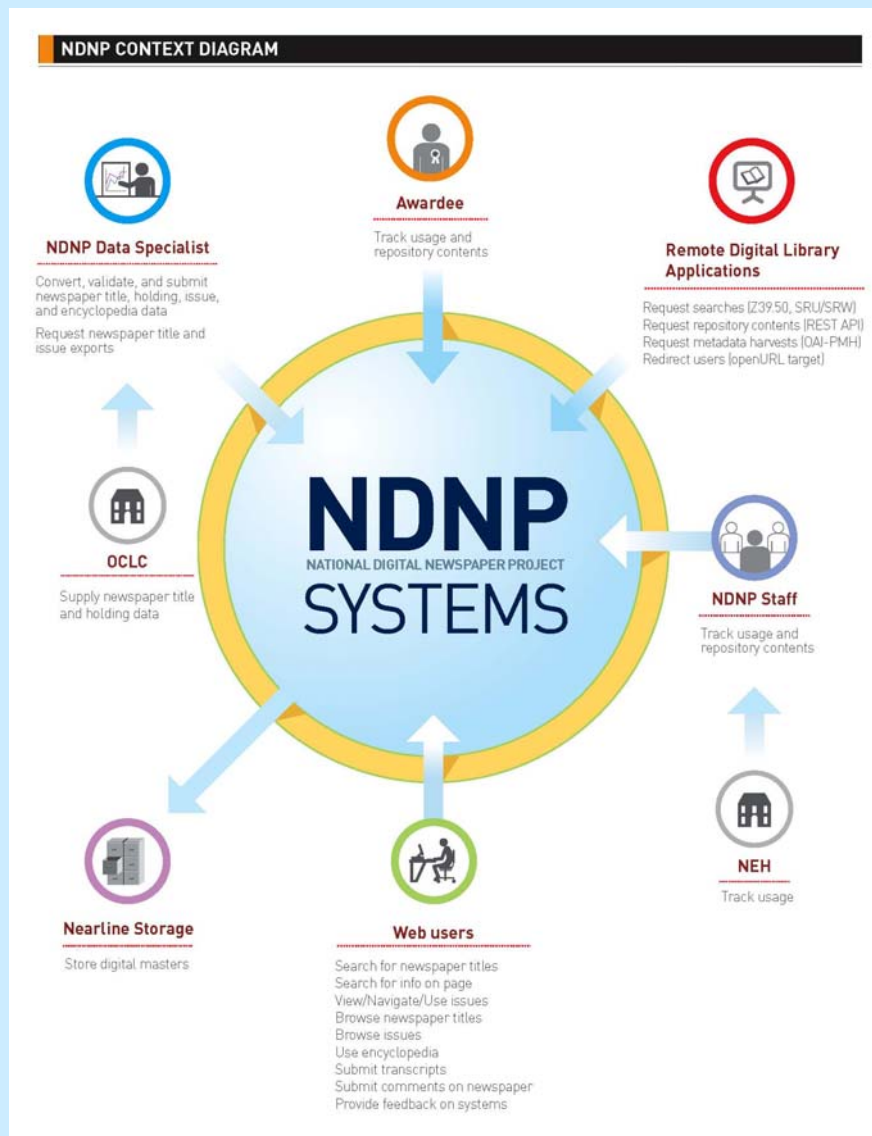 NDNP CONTEXT DIAGRAM
Awardee
Track usage and
repository contents
NDNP Data Specialist
Convert, validate, and submit
newspaper title, holding, issue,
and encyclopedia data
Request newspaper title and
issue exports
Remote Digital Library
Applications
Request searches (Z39.50, SRU/SRW)
Request repository contents (REST API)
Request metadata harvests (OAI-PMH)
Redirect users (openURL target)
NDNP
NATIONAL DIGITAL NEWSPAPER PROJECT
SYSTEMS
OCLC
Supply newspaper title
and holding data
NDNP Staff
Track usage and
repository contents
NEH
Track usage
Nearline Storage
Store digital masters
Web users
Search for newspaper titles
Search for info on page
View/Navigate/Use issues
Browse newspaper titles
Browse issues
Use encyclopedia
Submit transcripts
Submit comments on newspaper
Provide feedback on systems